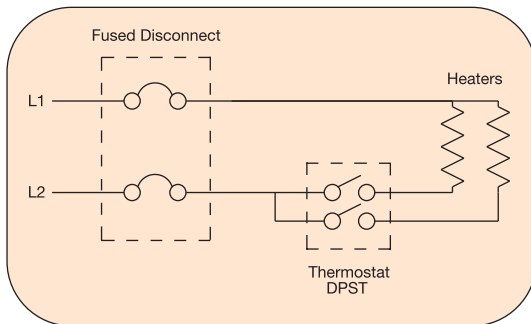 Fused Disconnect
Heaters
L1
L2
Thermostat
DPST